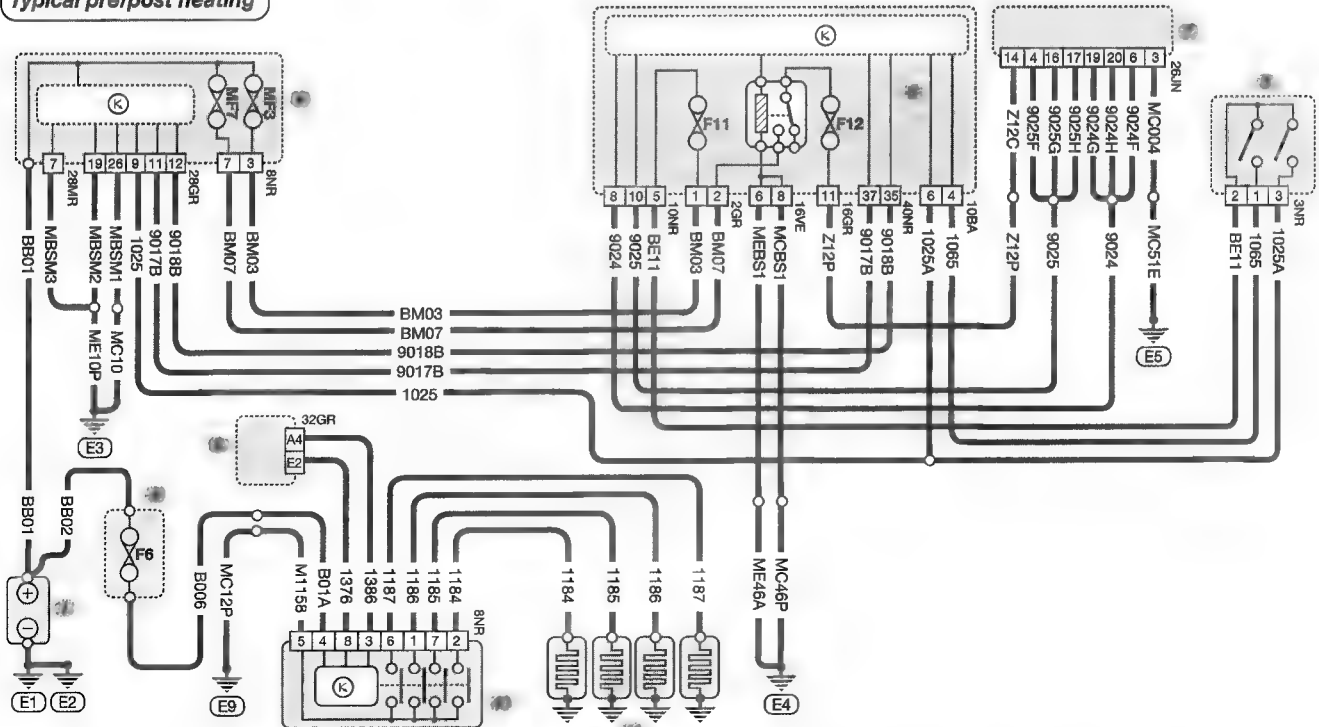 Typical pre/post heating
K
MF7
MF3
7
19
26
9
11
12
7
3
28MR
28GR
8NR
BB01
MBSM3
MBSM2
MBSM1
1025
9017B
9018B
BM07
BM03
ME10P
MC10
E3
K
F11
F12
8
10
5
1
2
6
8
11
37
35
6
4
10NR
2GR
16VE
16GR
40NR
10BA
9024
9025
BE11
BM03
BM07
MEBS1
MCBS1
Z12P
9017B
9018B
1025A
1065
14
4
16
17
19
20
6
3
26JN
Z12C
9025F
9025G
9025H
9024G
9024H
9024F
MC004
Z12P
9025
9024
MC51E
E5
2
1
3
3NR
BE11
1065
1025A
BM03
BM07
9018B
9017B
1025
32GR
A4
E2
BB01
BB02
F6
B006
MC12P
M1158
B01A
1376
1386
1187
1186
1185
1184
1184
1185
1186
1187
ME46A
MC46P
+
−
E1
E2
E9
5
4
8
3
6
1
7
2
8NR
K
E4